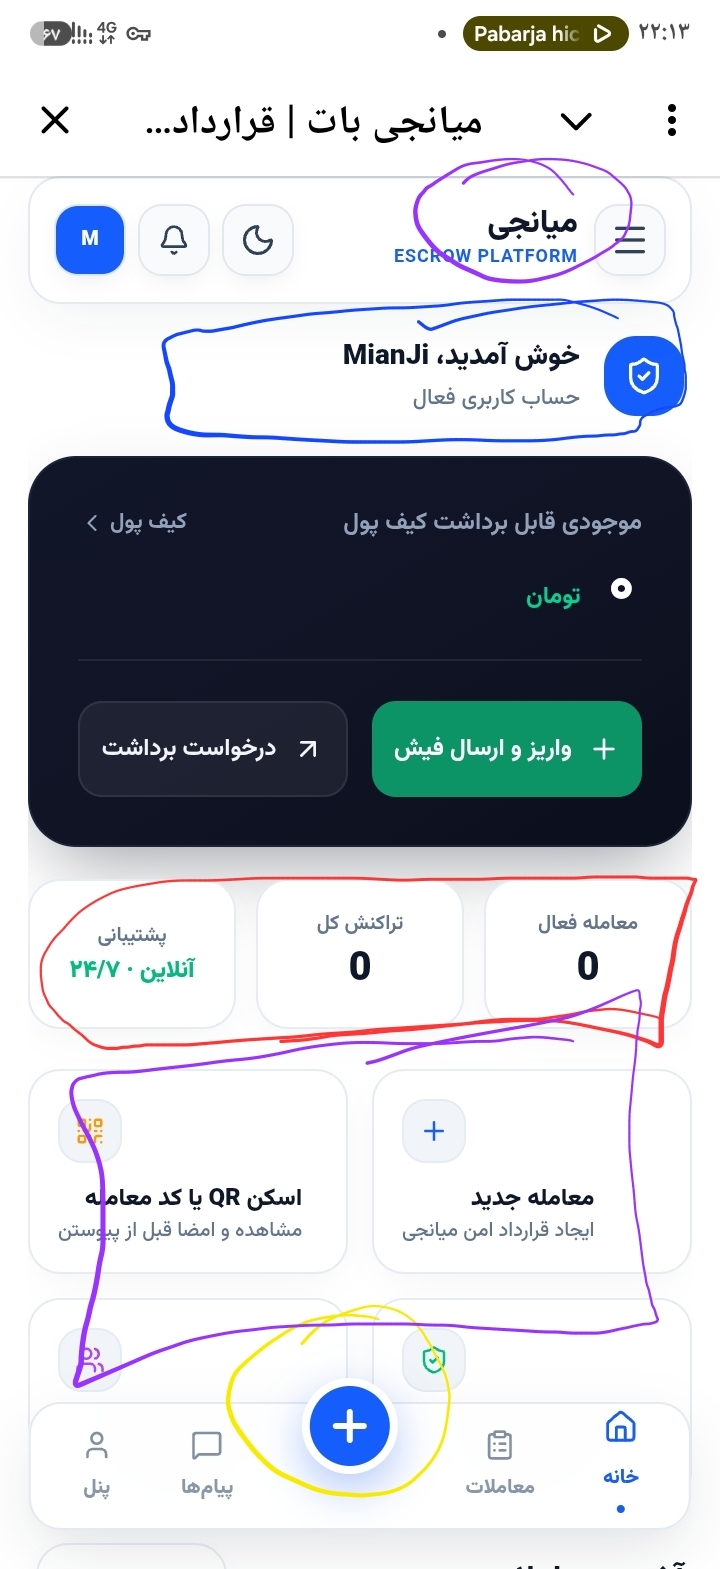 ۶۷ 4G Pabarja hic ۲۲:۱۳
میانجی بات | قرارداد...
M میانجی
ESCROW PLATFORM
خوش آمدید، MianJi
حساب کاربری فعال
موجودی قابل برداشت کیف پول
کیف پول
۰ تومان
واریز و ارسال فیش
درخواست برداشت
معامله فعال
0
تراکنش کل
0
پشتیبانی
آنلاین · ۲۴/۷
معامله جدید
ایجاد قرارداد امن میانجی
اسکن QR یا کد معامله
مشاهده و امضا قبل از پیوستن
خانه
معاملات
پیام‌ها
پنل